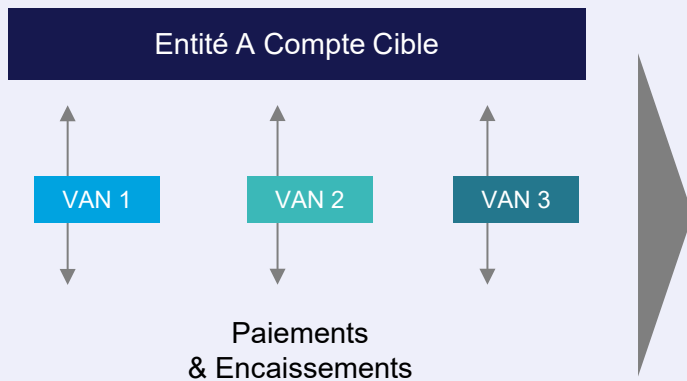 Entité A Compte Cible
VAN 1
VAN 2
VAN 3
Paiements
& Encaissements